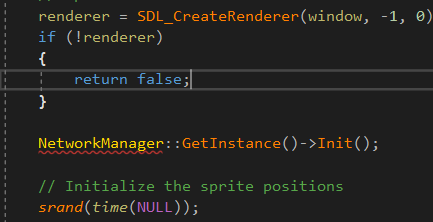 renderer = SDL_CreateRenderer(window, -1, 0)
if (!renderer)
{
return false;
}
NetworkManager::GetInstance()->Init();
// Initialize the sprite positions
srand(time(NULL));